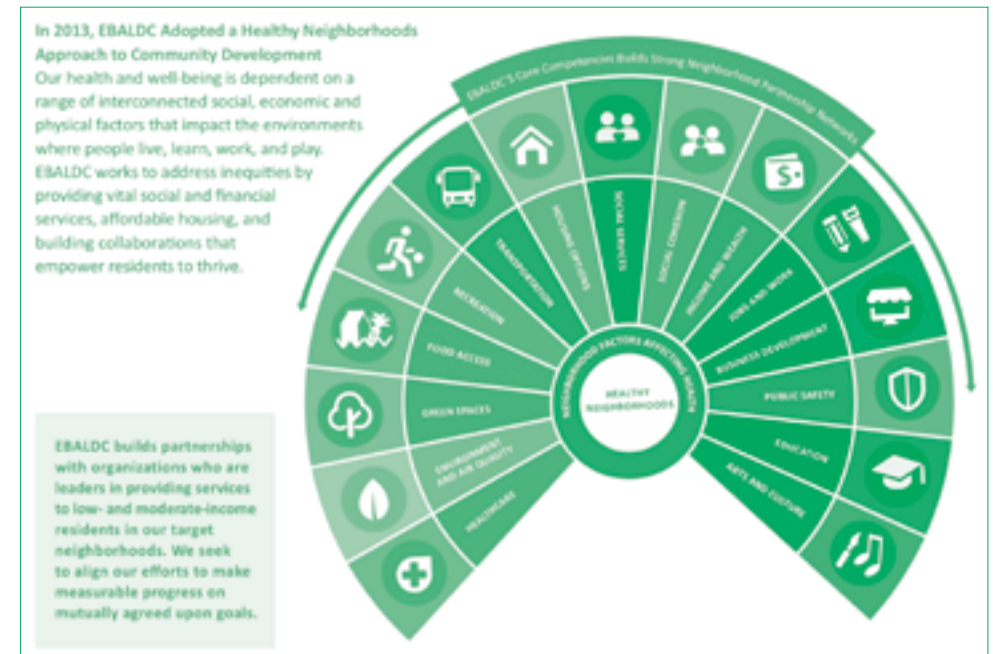 In 2013, EBALDC Adopted a Healthy Neighborhoods
Approach to Community Development
Our health and well-being is dependent on a
range of interconnected social, economic and
physical factors that impact the environments
where people live, learn, work, and play.
EBALDC works to address inequities by
providing vital social and financial
services, affordable housing, and
building collaborations that
empower residents to thrive.
EBALDC builds partnerships
with organizations who are
leaders in providing services
to low- and moderate-income
residents in our target
neighborhoods. We seek
to align our efforts to make
measurable progress on
mutually agreed upon goals.
EBALDC'S Core Competencies Builds Strong Neighborhood Partnership Networks
HEALTHCARE
ENVIRONMENT
AND AIR QUALITY
GREEN SPACES
FOOD ACCESS
RECREATION
TRANSPORTATION
HOUSING OPTIONS
SOCIAL SERVICES
SOCIAL COHESION
INCOME AND WEALTH
JOBS AND WORK
BUSINESS DEVELOPMENT
PUBLIC SAFETY
EDUCATION
ARTS AND CULTURE
NEIGHBORHOOD FACTORS AFFECTING HEALTH
HEALTHY
NEIGHBORHOODS
$